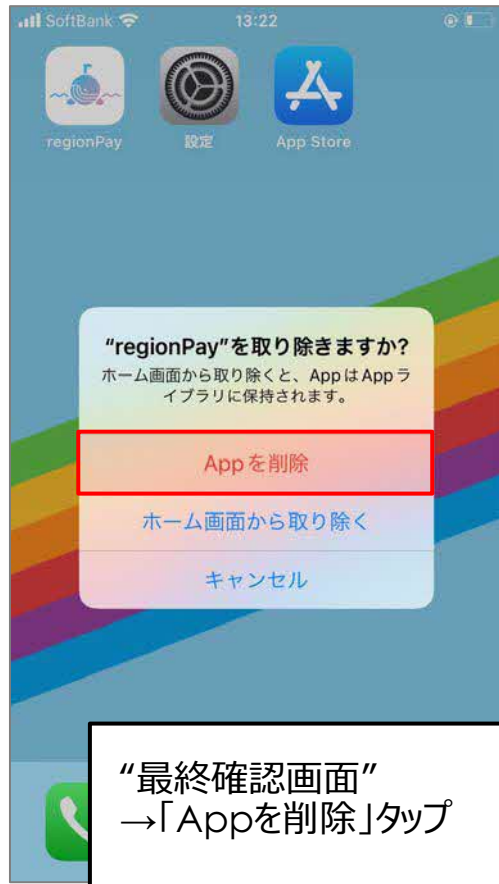 SoftBank 13:22
regionPay 設定 App Store
“regionPay”を取り除きますか?
ホーム画面から取り除くと、AppはAppラ
イブラリに保持されます。
Appを削除
ホーム画面から取り除く
キャンセル
“最終確認画面”
→「Appを削除」タップ